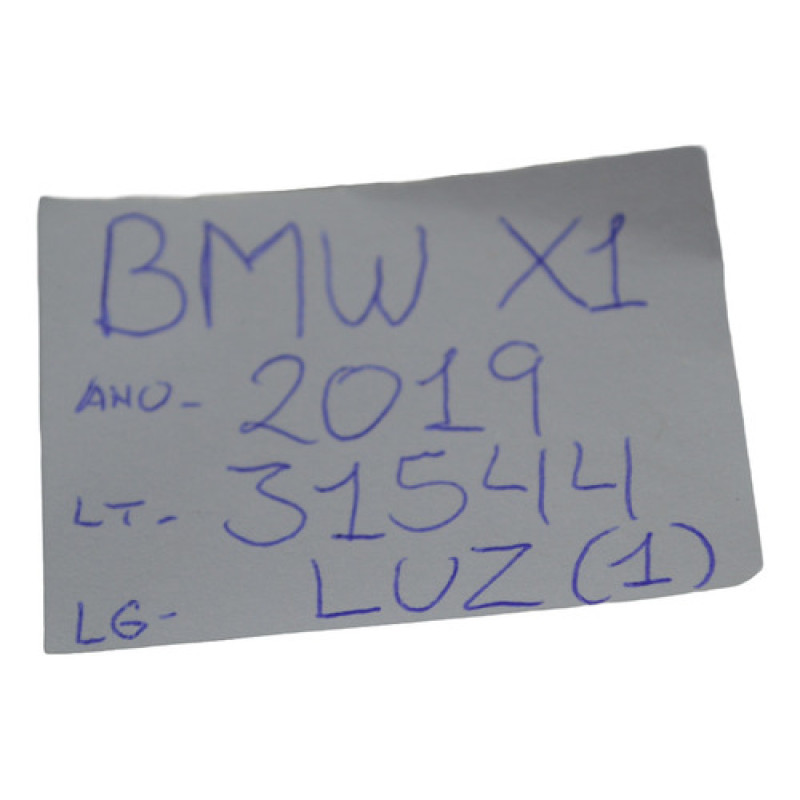 BMW X1
ANO- 2019
LT- 31544
LG- LUZ (1)